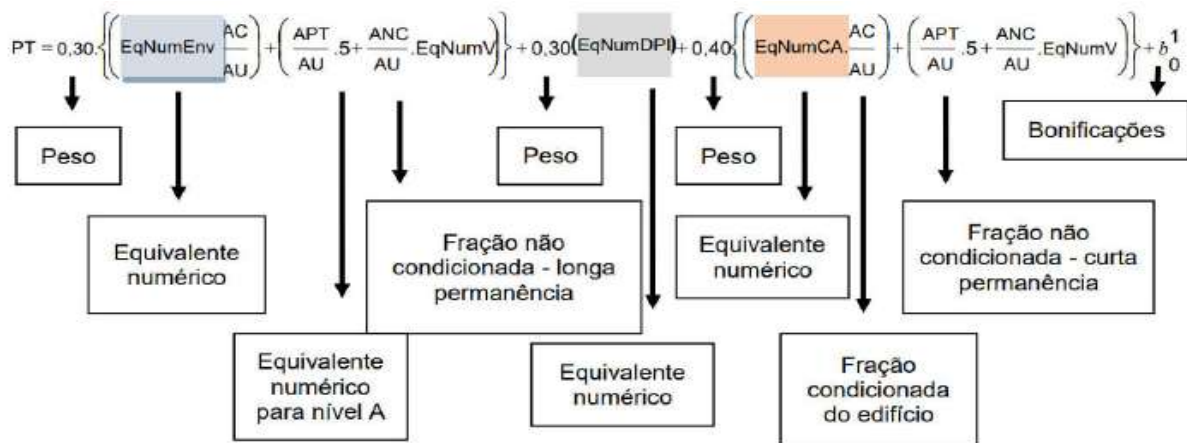 PT = 0,30.{(EqNumEnv AC/AU) + (APT/AU .5 + ANC/AU .EqNumV)} + 0,30(EqNumDPI) + 0,40{(EqNumCA. AC/AU) + (APT/AU .5 + ANC/AU .EqNumV)} + b 1 0
Peso
Peso
Peso
Bonificações
Equivalente
numérico
Fração não
condicionada - longa
permanência
Equivalente
numérico
Fração não
condicionada - curta
permanência
Equivalente
numérico
para nível A
Equivalente
numérico
Fração
condicionada
do edifício